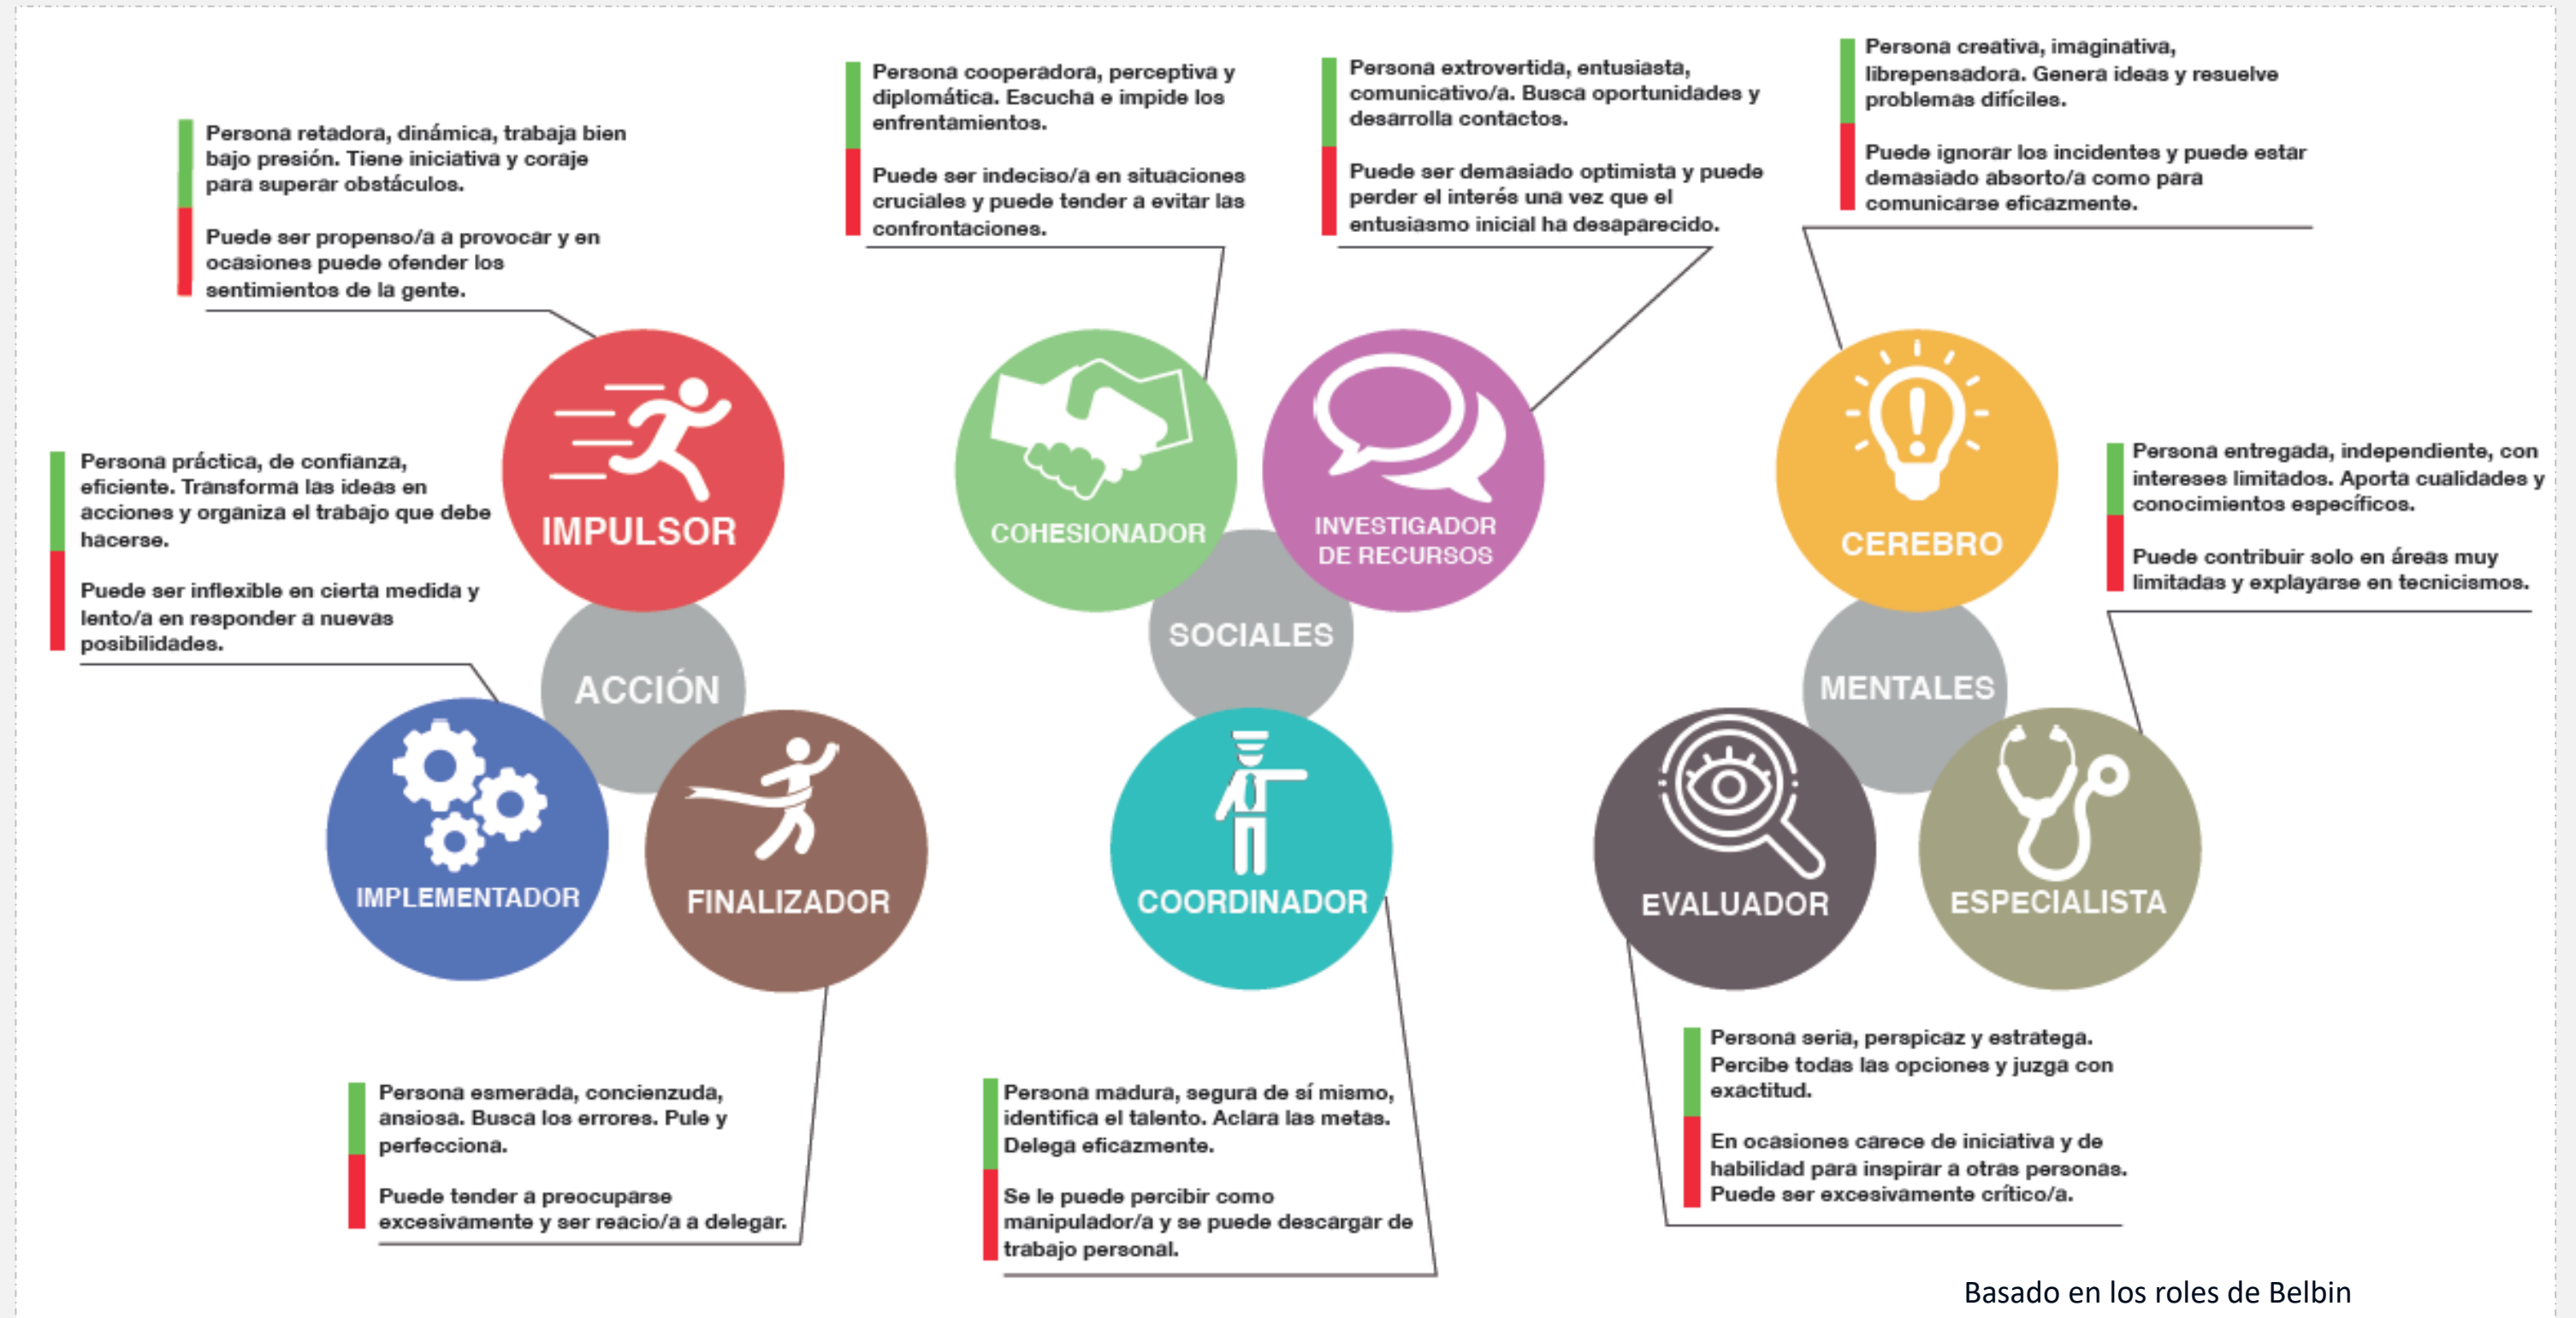 Persona retadora, dinámica, trabaja bien
bajo presión. Tiene iniciativa y coraje
para superar obstáculos.
Puede ser propenso/a a provocar y en
ocasiones puede ofender los
sentimientos de la gente.
IMPULSOR
Persona práctica, de confianza,
eficiente. Transforma las ideas en
acciones y organiza el trabajo que debe
hacerse.
Puede ser inflexible en cierta medida y
lento/a en responder a nuevas
posibilidades.
ACCIÓN
IMPLEMENTADOR
FINALIZADOR
Persona esmerada, concienzuda,
ansiosa. Busca los errores. Pule y
perfecciona.
Puede tender a preocuparse
excesivamente y ser reacio/a a delegar.
Persona cooperadora, perceptiva y
diplomática. Escucha e impide los
enfrentamientos.
Puede ser indeciso/a en situaciones
cruciales y puede tender a evitar las
confrontaciones.
COHESIONADOR
Persona extrovertida, entusiasta,
comunicativo/a. Busca oportunidades y
desarrolla contactos.
Puede ser demasiado optimista y puede
perder el interés una vez que el
entusiasmo inicial ha desaparecido.
INVESTIGADOR
DE RECURSOS
SOCIALES
COORDINADOR
Persona madura, segura de sí mismo,
identifica el talento. Aclara las metas.
Delega eficazmente.
Se le puede percibir como
manipulador/a y se puede descargar de
trabajo personal.
Persona creativa, imaginativa,
librepensadora. Genera ideas y resuelve
problemas difíciles.
Puede ignorar los incidentes y puede estar
demasiado absorto/a como para
comunicarse eficazmente.
CEREBRO
Persona entregada, independiente, con
intereses limitados. Aporta cualidades y
conocimientos específicos.
Puede contribuir solo en áreas muy
limitadas y explayarse en tecnicismos.
MENTALES
EVALUADOR
ESPECIALISTA
Persona seria, perspicaz y estratega.
Percibe todas las opciones y juzga con
exactitud.
En ocasiones carece de iniciativa y de
habilidad para inspirar a otras personas.
Puede ser excesivamente crítico/a.
Basado en los roles de Belbin